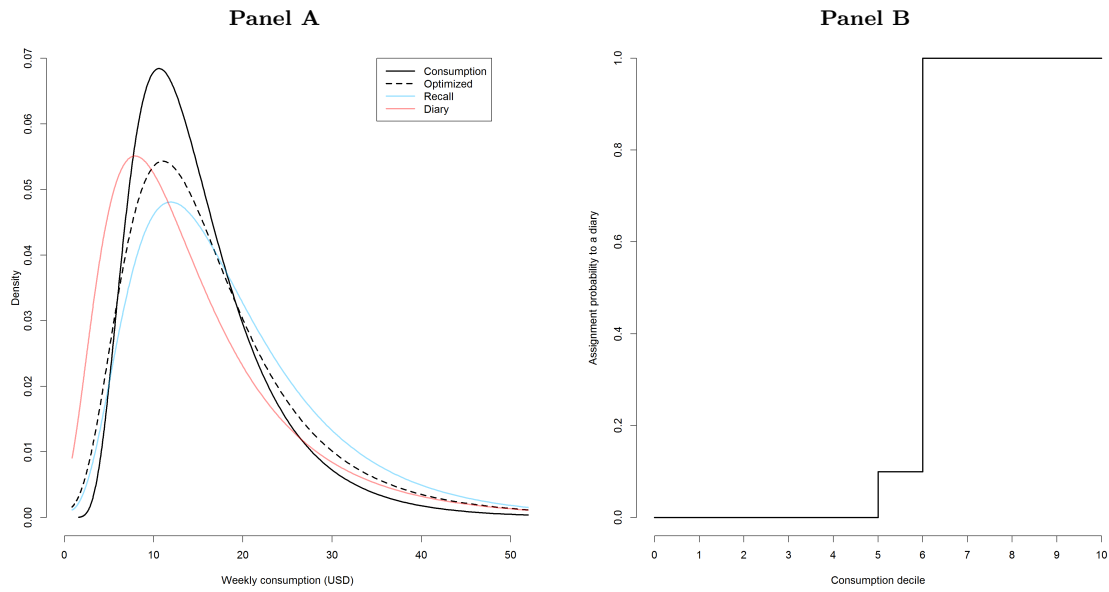 Panel A
Density
0.00 0.01 0.02 0.03 0.04 0.05 0.06 0.07
Consumption
Optimized
Recall
Diary
0 10 20 30 40 50
Weekly consumption (USD)
Panel B
Assignment probability to a diary
0.0 0.2 0.4 0.6 0.8 1.0
0 1 2 3 4 5 6 7 8 9 10
Consumption decile